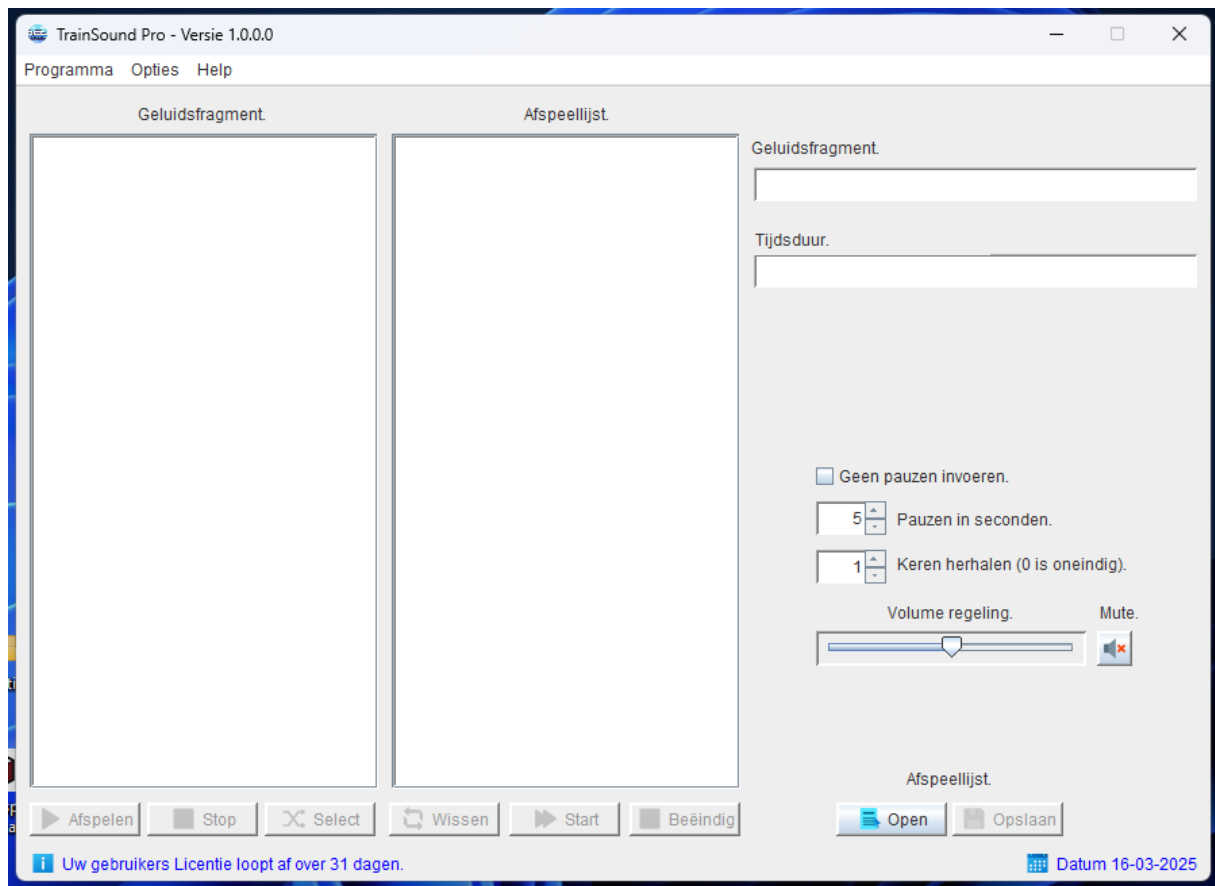 TrainSound Pro - Versie 1.0.0.0
Programma Opties Help
Geluidsfragment. Afspeellijst.
Geluidsfragment.
Tijdsduur.
Geen pauzen invoeren.
5 Pauzen in seconden.
1 Keren herhalen (0 is oneindig).
Volume regeling. Mute.
Afspeellijst.
Afspelen Stop Select Wissen Start Beëindig Open Opslaan
Uw gebruikers Licentie loopt af over 31 dagen. Datum 16-03-2025